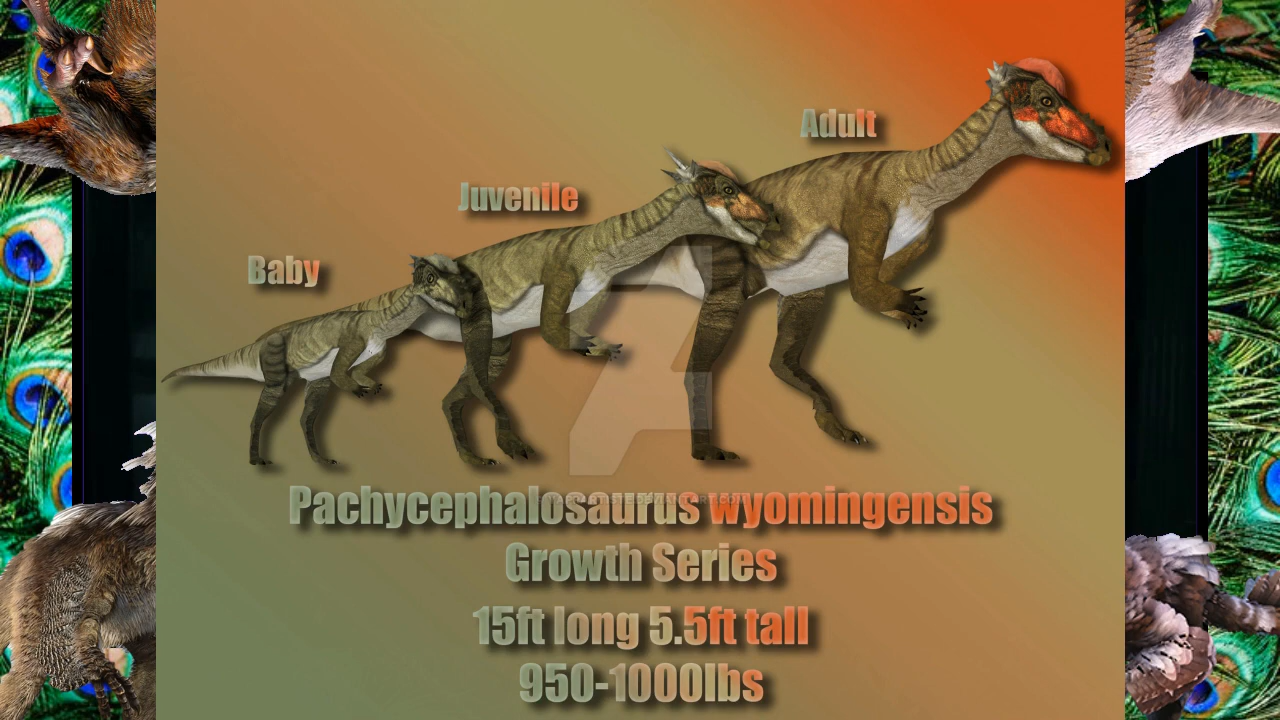 Adult
Juvenile
Baby
Pachycephalosaurus wyomingensis
Growth Series
15ft long 5.5ft tall
950-1000lbs